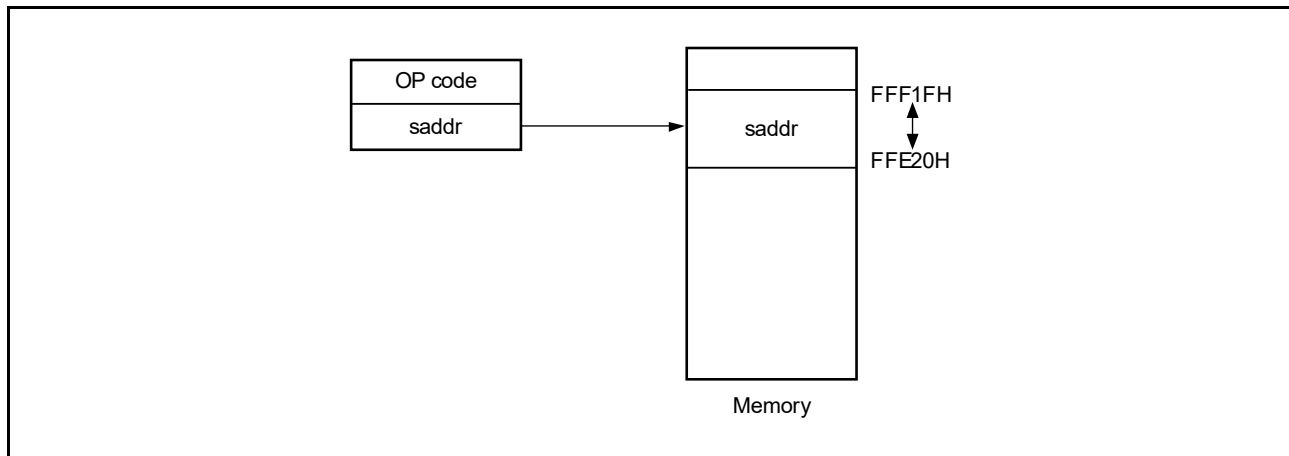 OP code
saddr
saddr
FFF1FH
FFE20H
Memory